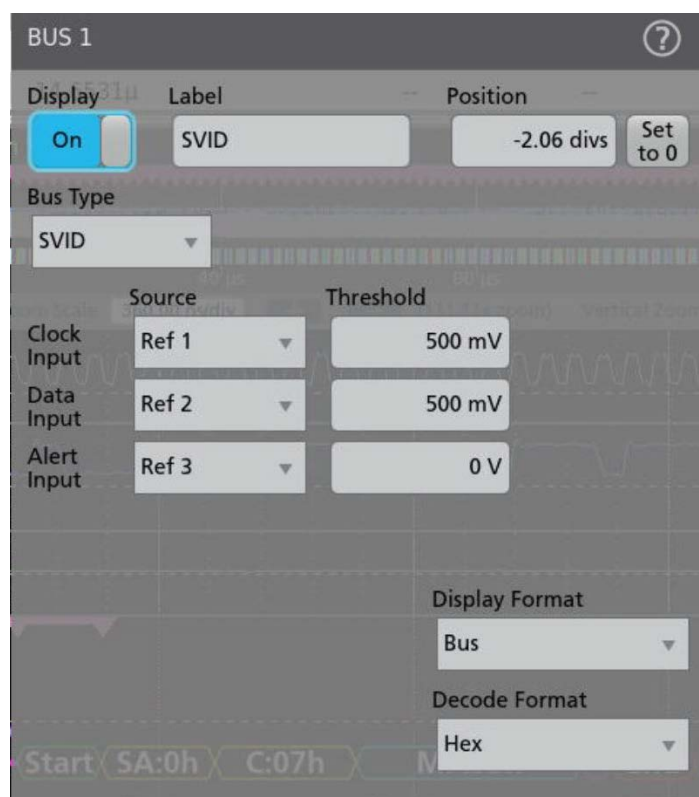 BUS 1
?
Display Label Position
On SVID -2.06 divs Set to 0
Bus Type
SVID
Source Threshold
Clock Input Ref 1 500 mV
Data Input Ref 2 500 mV
Alert Input Ref 3 0 V
Display Format
Bus
Decode Format
Hex
Start SA:0h C:07h